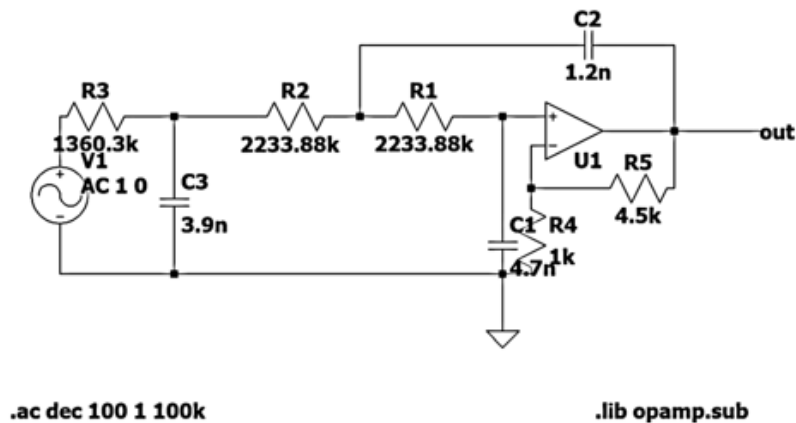 C2
1.2n
R3
R2
R1
1360.3k
2233.88k
2233.88k
+
-
out
V1
+
AC 1 0
-
U1
R5
4.5k
C3
3.9n
C1
R4
4.7n
1k
.ac dec 100 1 100k
.lib opamp.sub